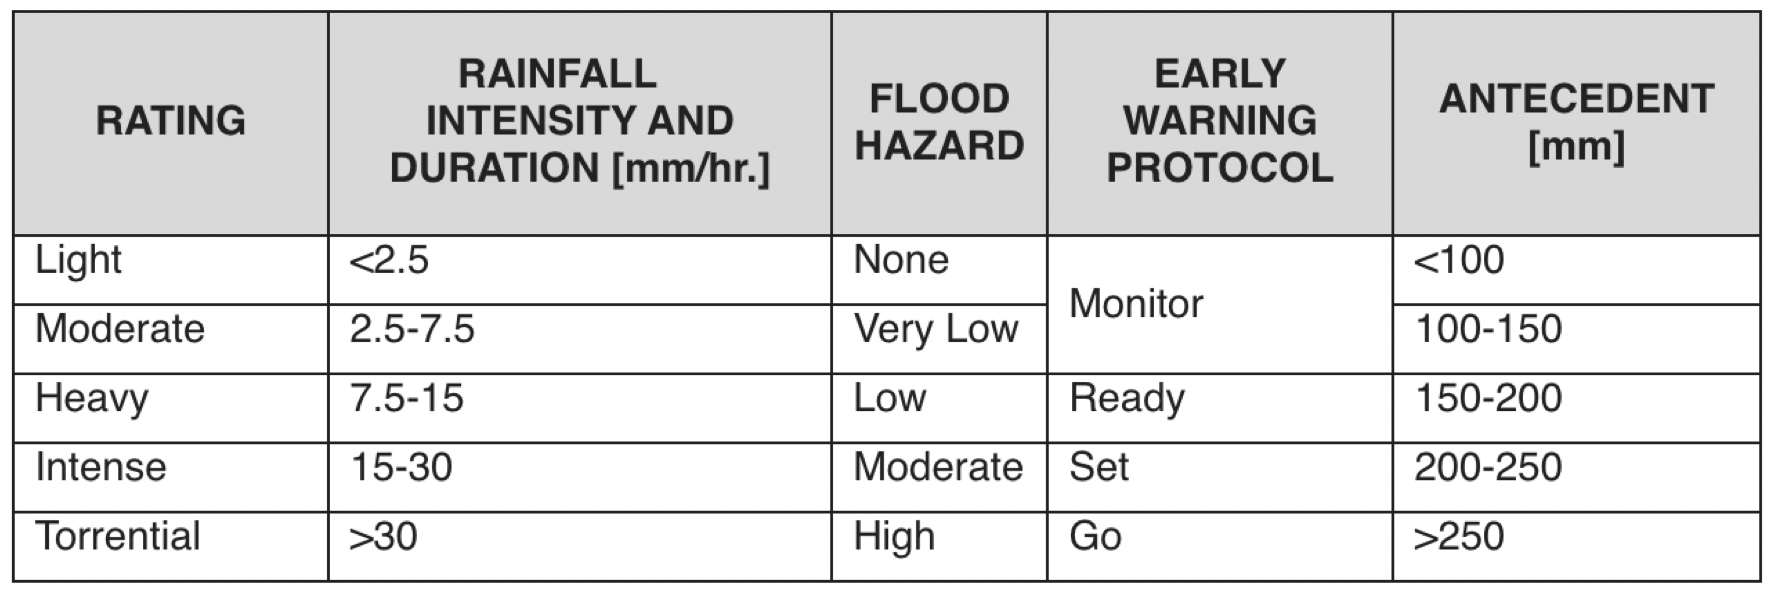 RATING
RAINFALL
INTENSITY AND
DURATION [mm/hr.]
FLOOD
HAZARD
EARLY
WARNING
PROTOCOL
ANTECEDENT
[mm]
Light
<2.5
None
Monitor
<100
Moderate
2.5-7.5
Very Low
100-150
Heavy
7.5-15
Low
Ready
150-200
Intense
15-30
Moderate
Set
200-250
Torrential
>30
High
Go
>250